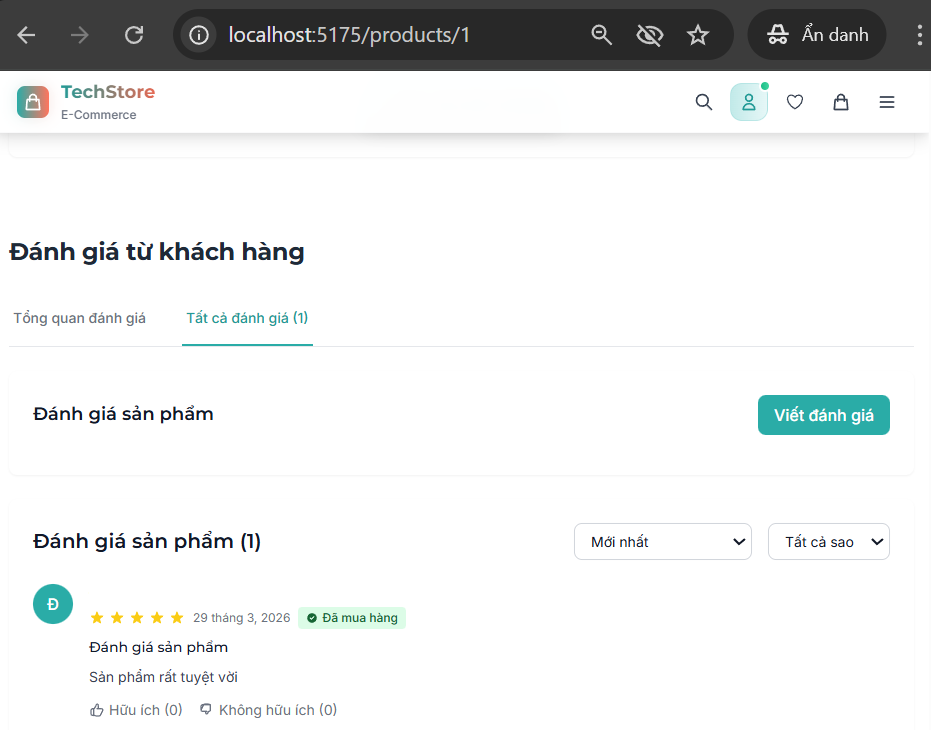 localhost:5175/products/1
Ẩn danh
TechStore
E-Commerce
Đánh giá từ khách hàng
Tổng quan đánh giá
Tất cả đánh giá (1)
Đánh giá sản phẩm
Viết đánh giá
Đánh giá sản phẩm (1)
Mới nhất
Tất cả sao
Đ
29 tháng 3, 2026
Đã mua hàng
Đánh giá sản phẩm
Sản phẩm rất tuyệt vời
Hữu ích (0)
Không hữu ích (0)